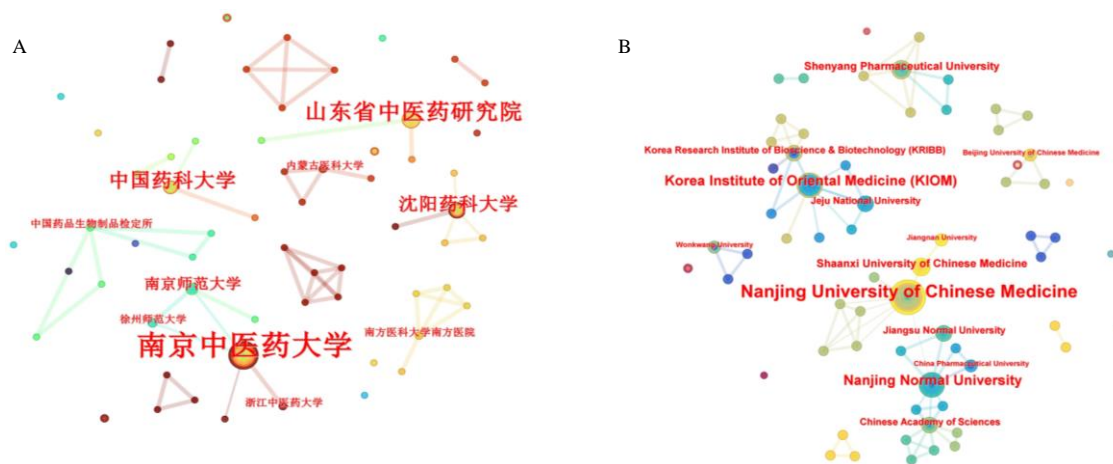 A
山东省中医药研究院
内蒙古医科大学
中国药科大学
沈阳药科大学
中国药品生物制品检定所
南京师范大学
徐州师范大学
南方医科大学南方医院
南京中医药大学
浙江中医药大学
B
Shenyang Pharmaceutical University
Korea Research Institute of Bioscience & Biotechnology (KRIBB)
Beijing University of Chinese Medicine
Korea Institute of Oriental Medicine (KIOM)
Jeju National University
Jiangnan University
Wonkwang University
Shaanxi University of Chinese Medicine
Nanjing University of Chinese Medicine
Jiangsu Normal University
China Pharmaceutical University
Nanjing Normal University
Chinese Academy of Sciences